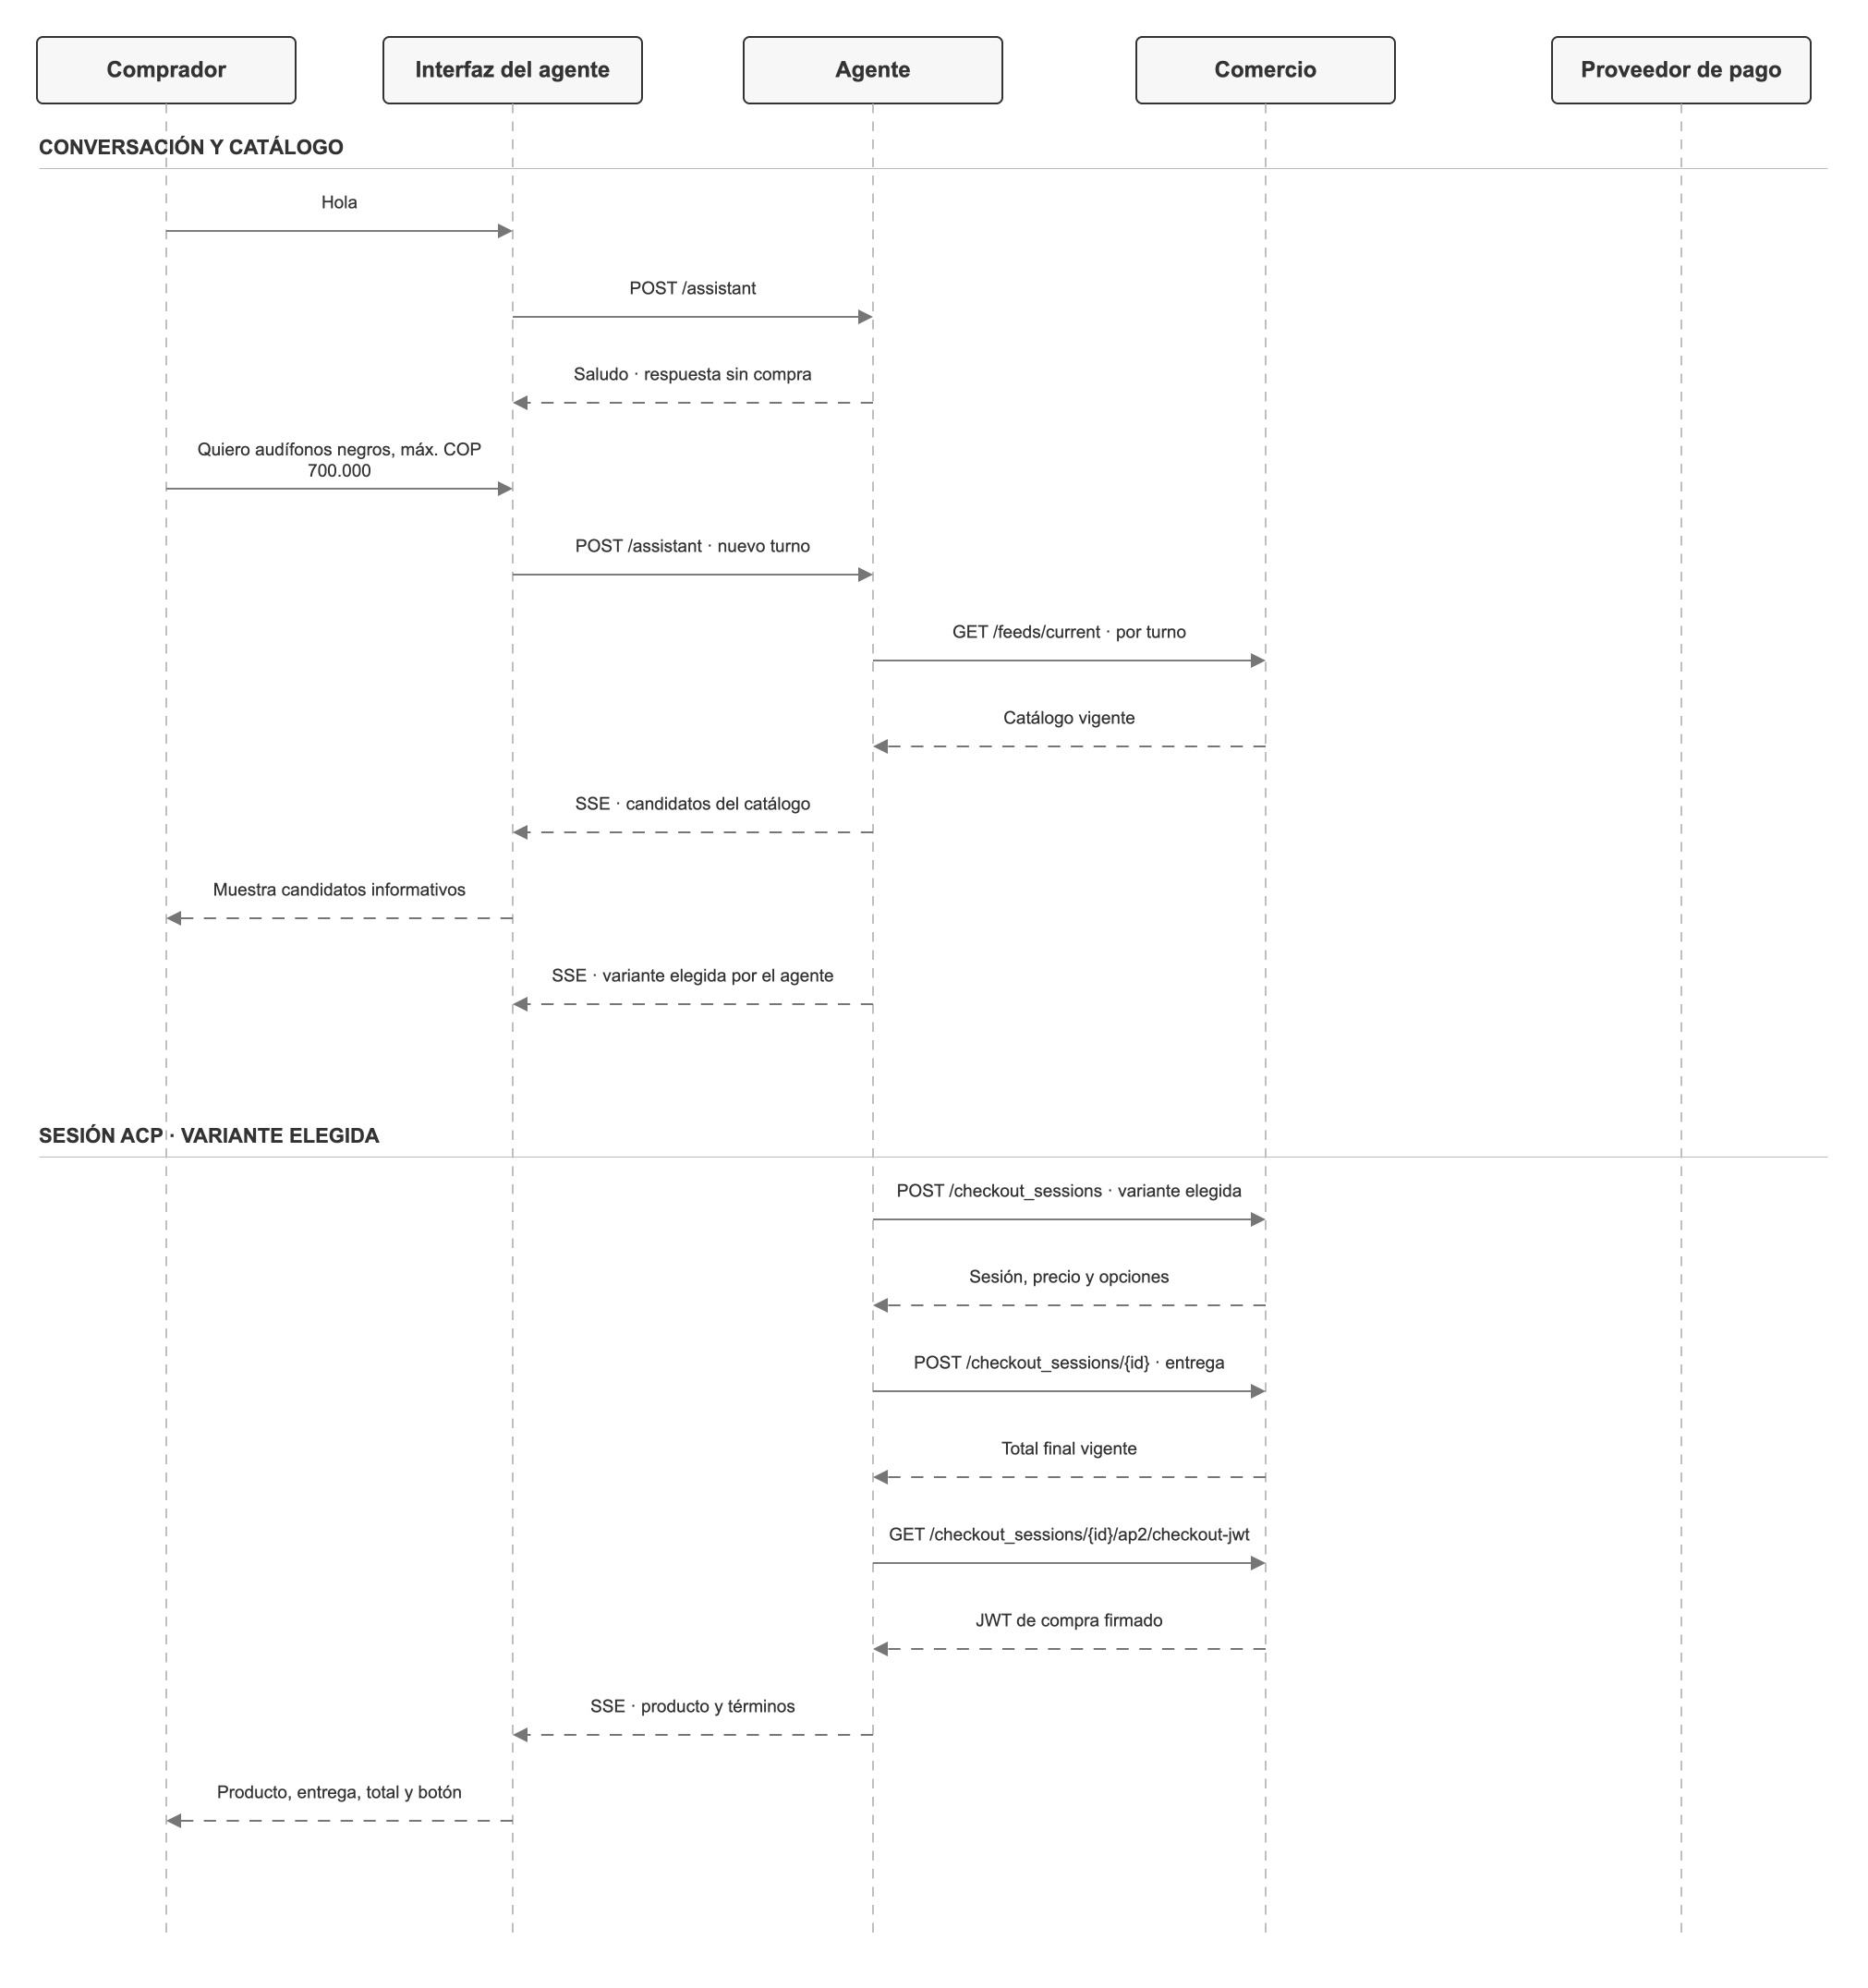 Comprador
Interfaz del agente
Agente
Comercio
Proveedor de pago
CONVERSACIÓN Y CATÁLOGO
Hola
POST /assistant
Saludo · respuesta sin compra
Quiero audífonos negros, máx. COP
700.000
POST /assistant · nuevo turno
GET /feeds/current · por turno
Catálogo vigente
SSE · candidatos del catálogo
Muestra candidatos informativos
SSE · variante elegida por el agente
SESIÓN ACP · VARIANTE ELEGIDA
POST /checkout_sessions · variante elegida
Sesión, precio y opciones
POST /checkout_sessions/{id} · entrega
Total final vigente
GET /checkout_sessions/{id}/ap2/checkout-jwt
JWT de compra firmado
SSE · producto y términos
Producto, entrega, total y botón